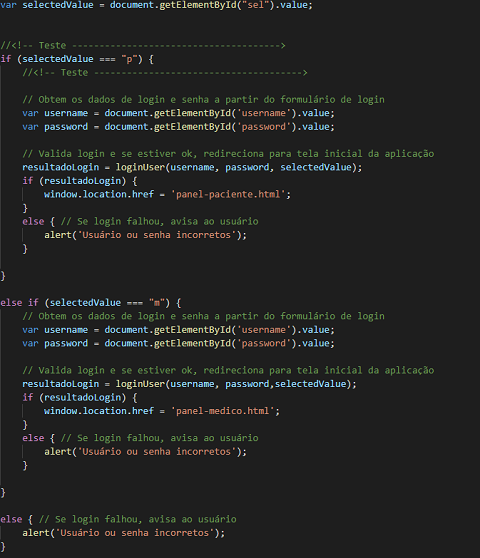 var selectedValue = document.getElementById("sel").value;
//<!-- Teste -------------------------------------->
if (selectedValue === "p") {
//<!-- Teste -------------------------------------->
// Obtem os dados de login e senha a partir do formulário de login
var username = document.getElementById('username').value;
var password = document.getElementById('password').value;
// Valida login e se estiver ok, redireciona para tela inicial da aplicação
resultadoLogin = loginUser(username, password, selectedValue);
if (resultadoLogin) {
window.location.href = 'panel-paciente.html';
}
else { // Se login falhou, avisa ao usuário
alert('Usuário ou senha incorretos');
}
}
else if (selectedValue === "m") {
// Obtem os dados de login e senha a partir do formulário de login
var username = document.getElementById('username').value;
var password = document.getElementById('password').value;
// Valida login e se estiver ok, redireciona para tela inicial da aplicação
resultadoLogin = loginUser(username, password,selectedValue);
if (resultadoLogin) {
window.location.href = 'panel-medico.html';
}
else { // Se login falhou, avisa ao usuário
alert('Usuário ou senha incorretos');
}
}
else { // Se login falhou, avisa ao usuário
alert('Usuário ou senha incorretos');
}